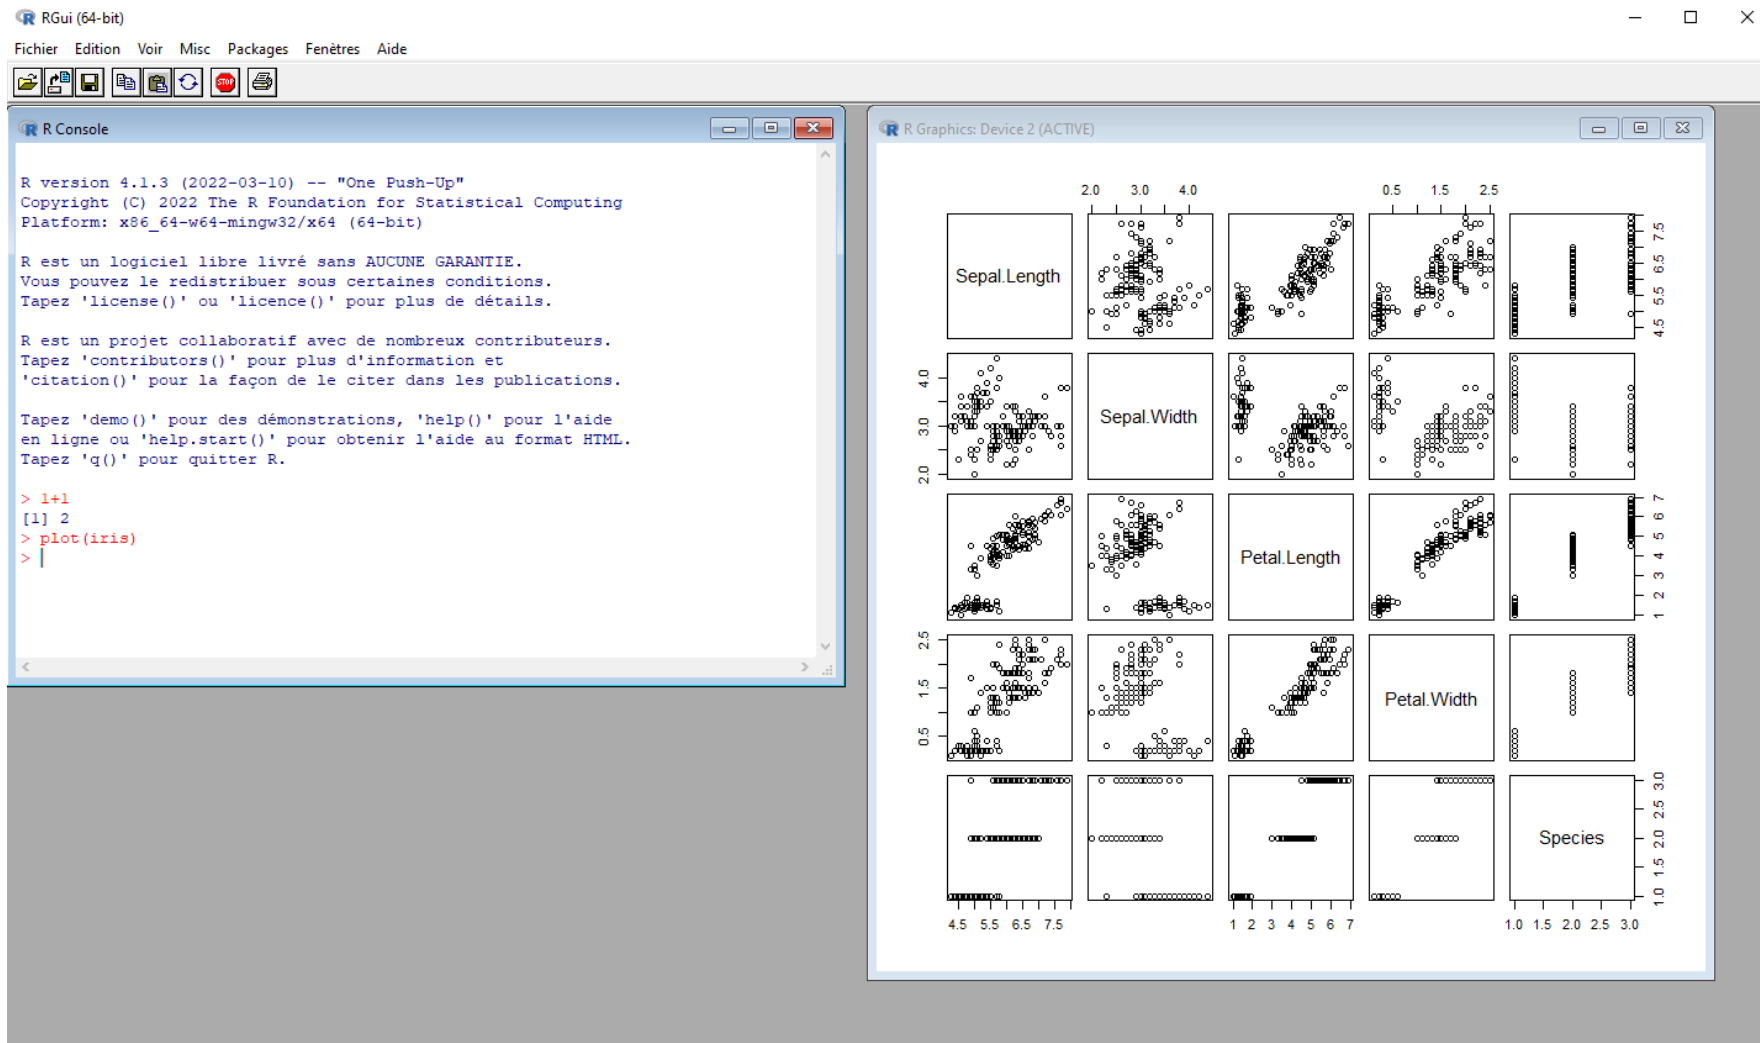 RGui (64-bit)
Fichier Edition Voir Misc Packages Fenêtres Aide
STOP
R Console
R version 4.1.3 (2022-03-10) -- "One Push-Up"
Copyright (C) 2022 The R Foundation for Statistical Computing
Platform: x86_64-w64-mingw32/x64 (64-bit)
R est un logiciel libre livré sans AUCUNE GARANTIE.
Vous pouvez le redistribuer sous certaines conditions.
Tapez 'license()' ou 'licence()' pour plus de détails.
R est un projet collaboratif avec de nombreux contributeurs.
Tapez 'contributors()' pour plus d'information et
'citation()' pour la façon de le citer dans les publications.
Tapez 'demo()' pour des démonstrations, 'help()' pour l'aide
en ligne ou 'help.start()' pour obtenir l'aide au format HTML.
Tapez 'q()' pour quitter R.
> 1+1
[1] 2
> plot(iris)
>
R Graphics: Device 2 (ACTIVE)
2.0 3.0 4.0 0.5 1.5 2.5
Sepal.Length
4.5 5.5 6.5 7.5
2.0 3.0 4.0
Sepal.Width
Petal.Length
1 2 3 4 5 6 7
0.5 1.5 2.5
Petal.Width
Species
1.0 1.5 2.0 2.5 3.0
4.5 5.5 6.5 7.5 1 2 3 4 5 6 7 1.0 1.5 2.0 2.5 3.0